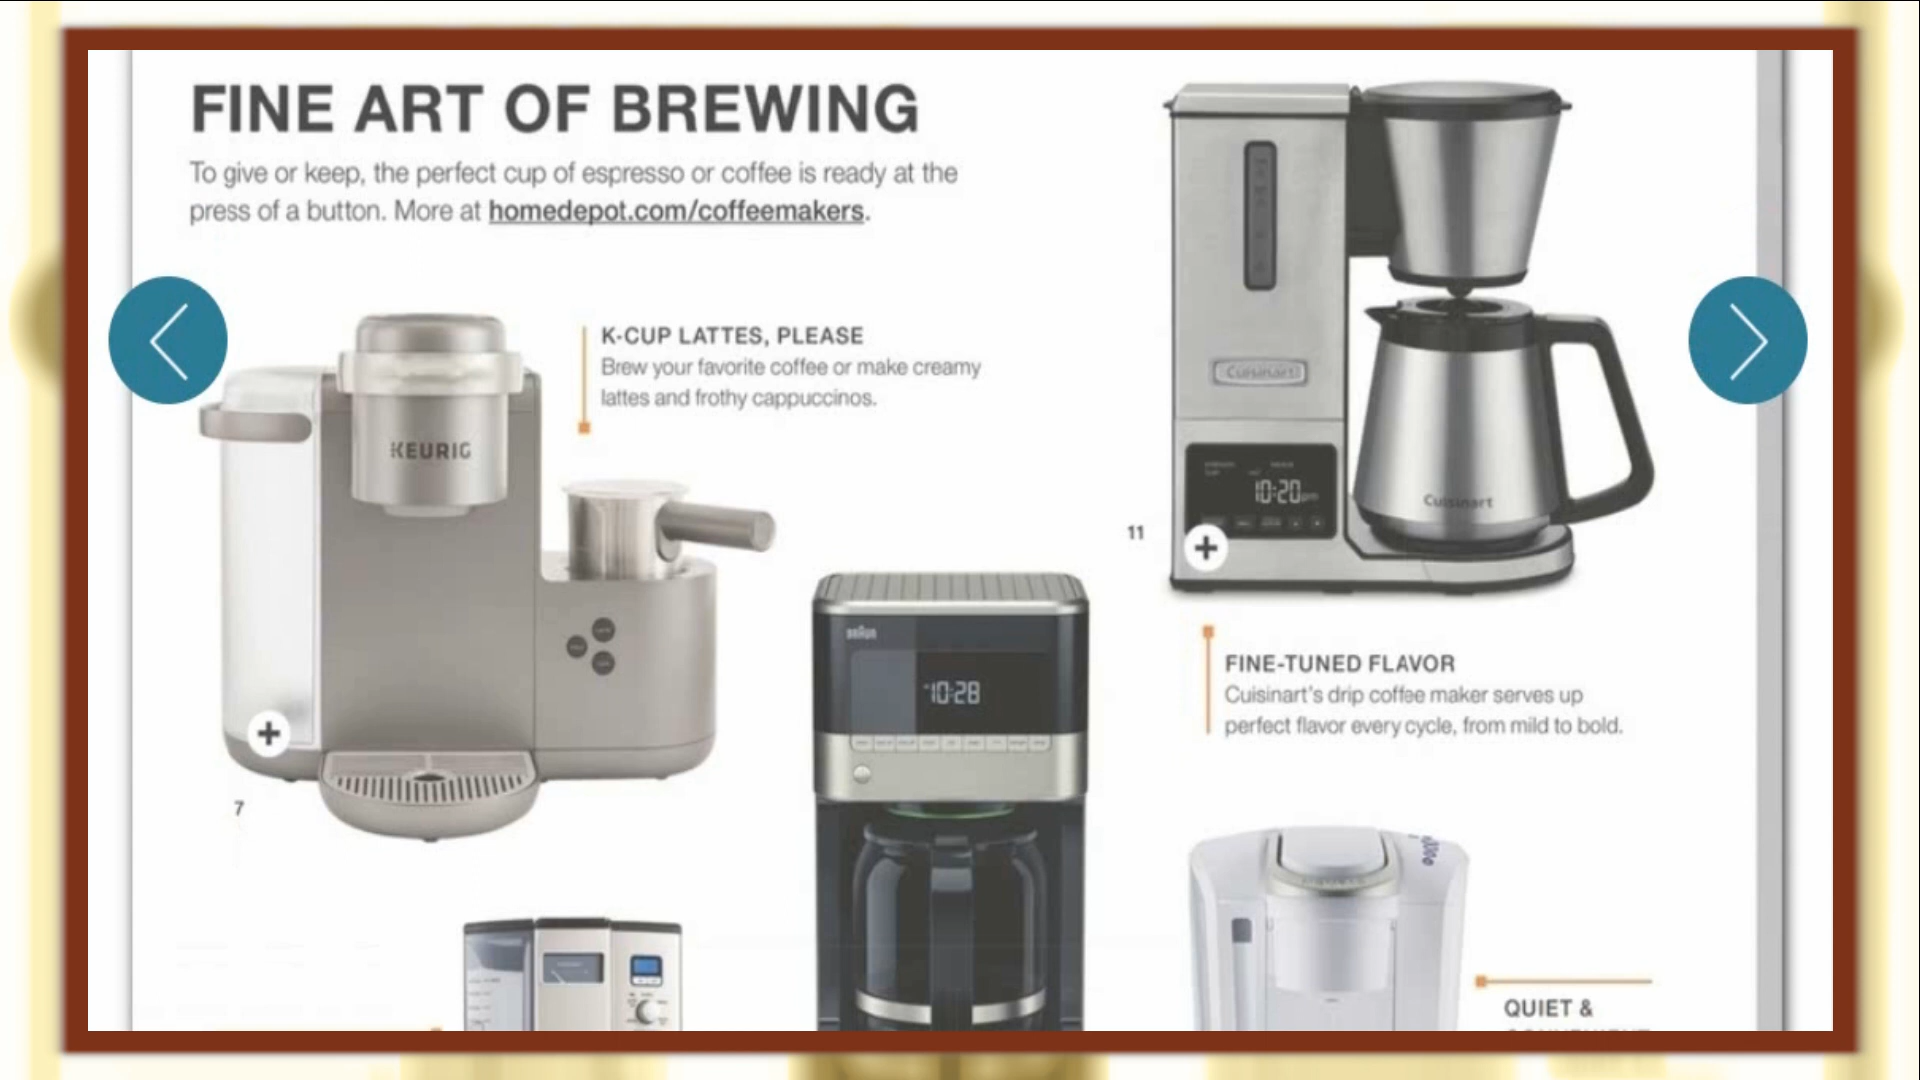 FINE ART OF BREWING
To give or keep, the perfect cup of espresso or coffee is ready at the
press of a button. More at homedepot.com/coffeemakers.
K-CUP LATTES, PLEASE
Brew your favorite coffee or make creamy
lattes and frothy cappuccinos.
KEURIG
7
Cuisinart
10:20pm
Cuisinart
11
FINE-TUNED FLAVOR
Cuisinart's drip coffee maker serves up
perfect flavor every cycle, from mild to bold.
BRAUN
10:28
QUIET &